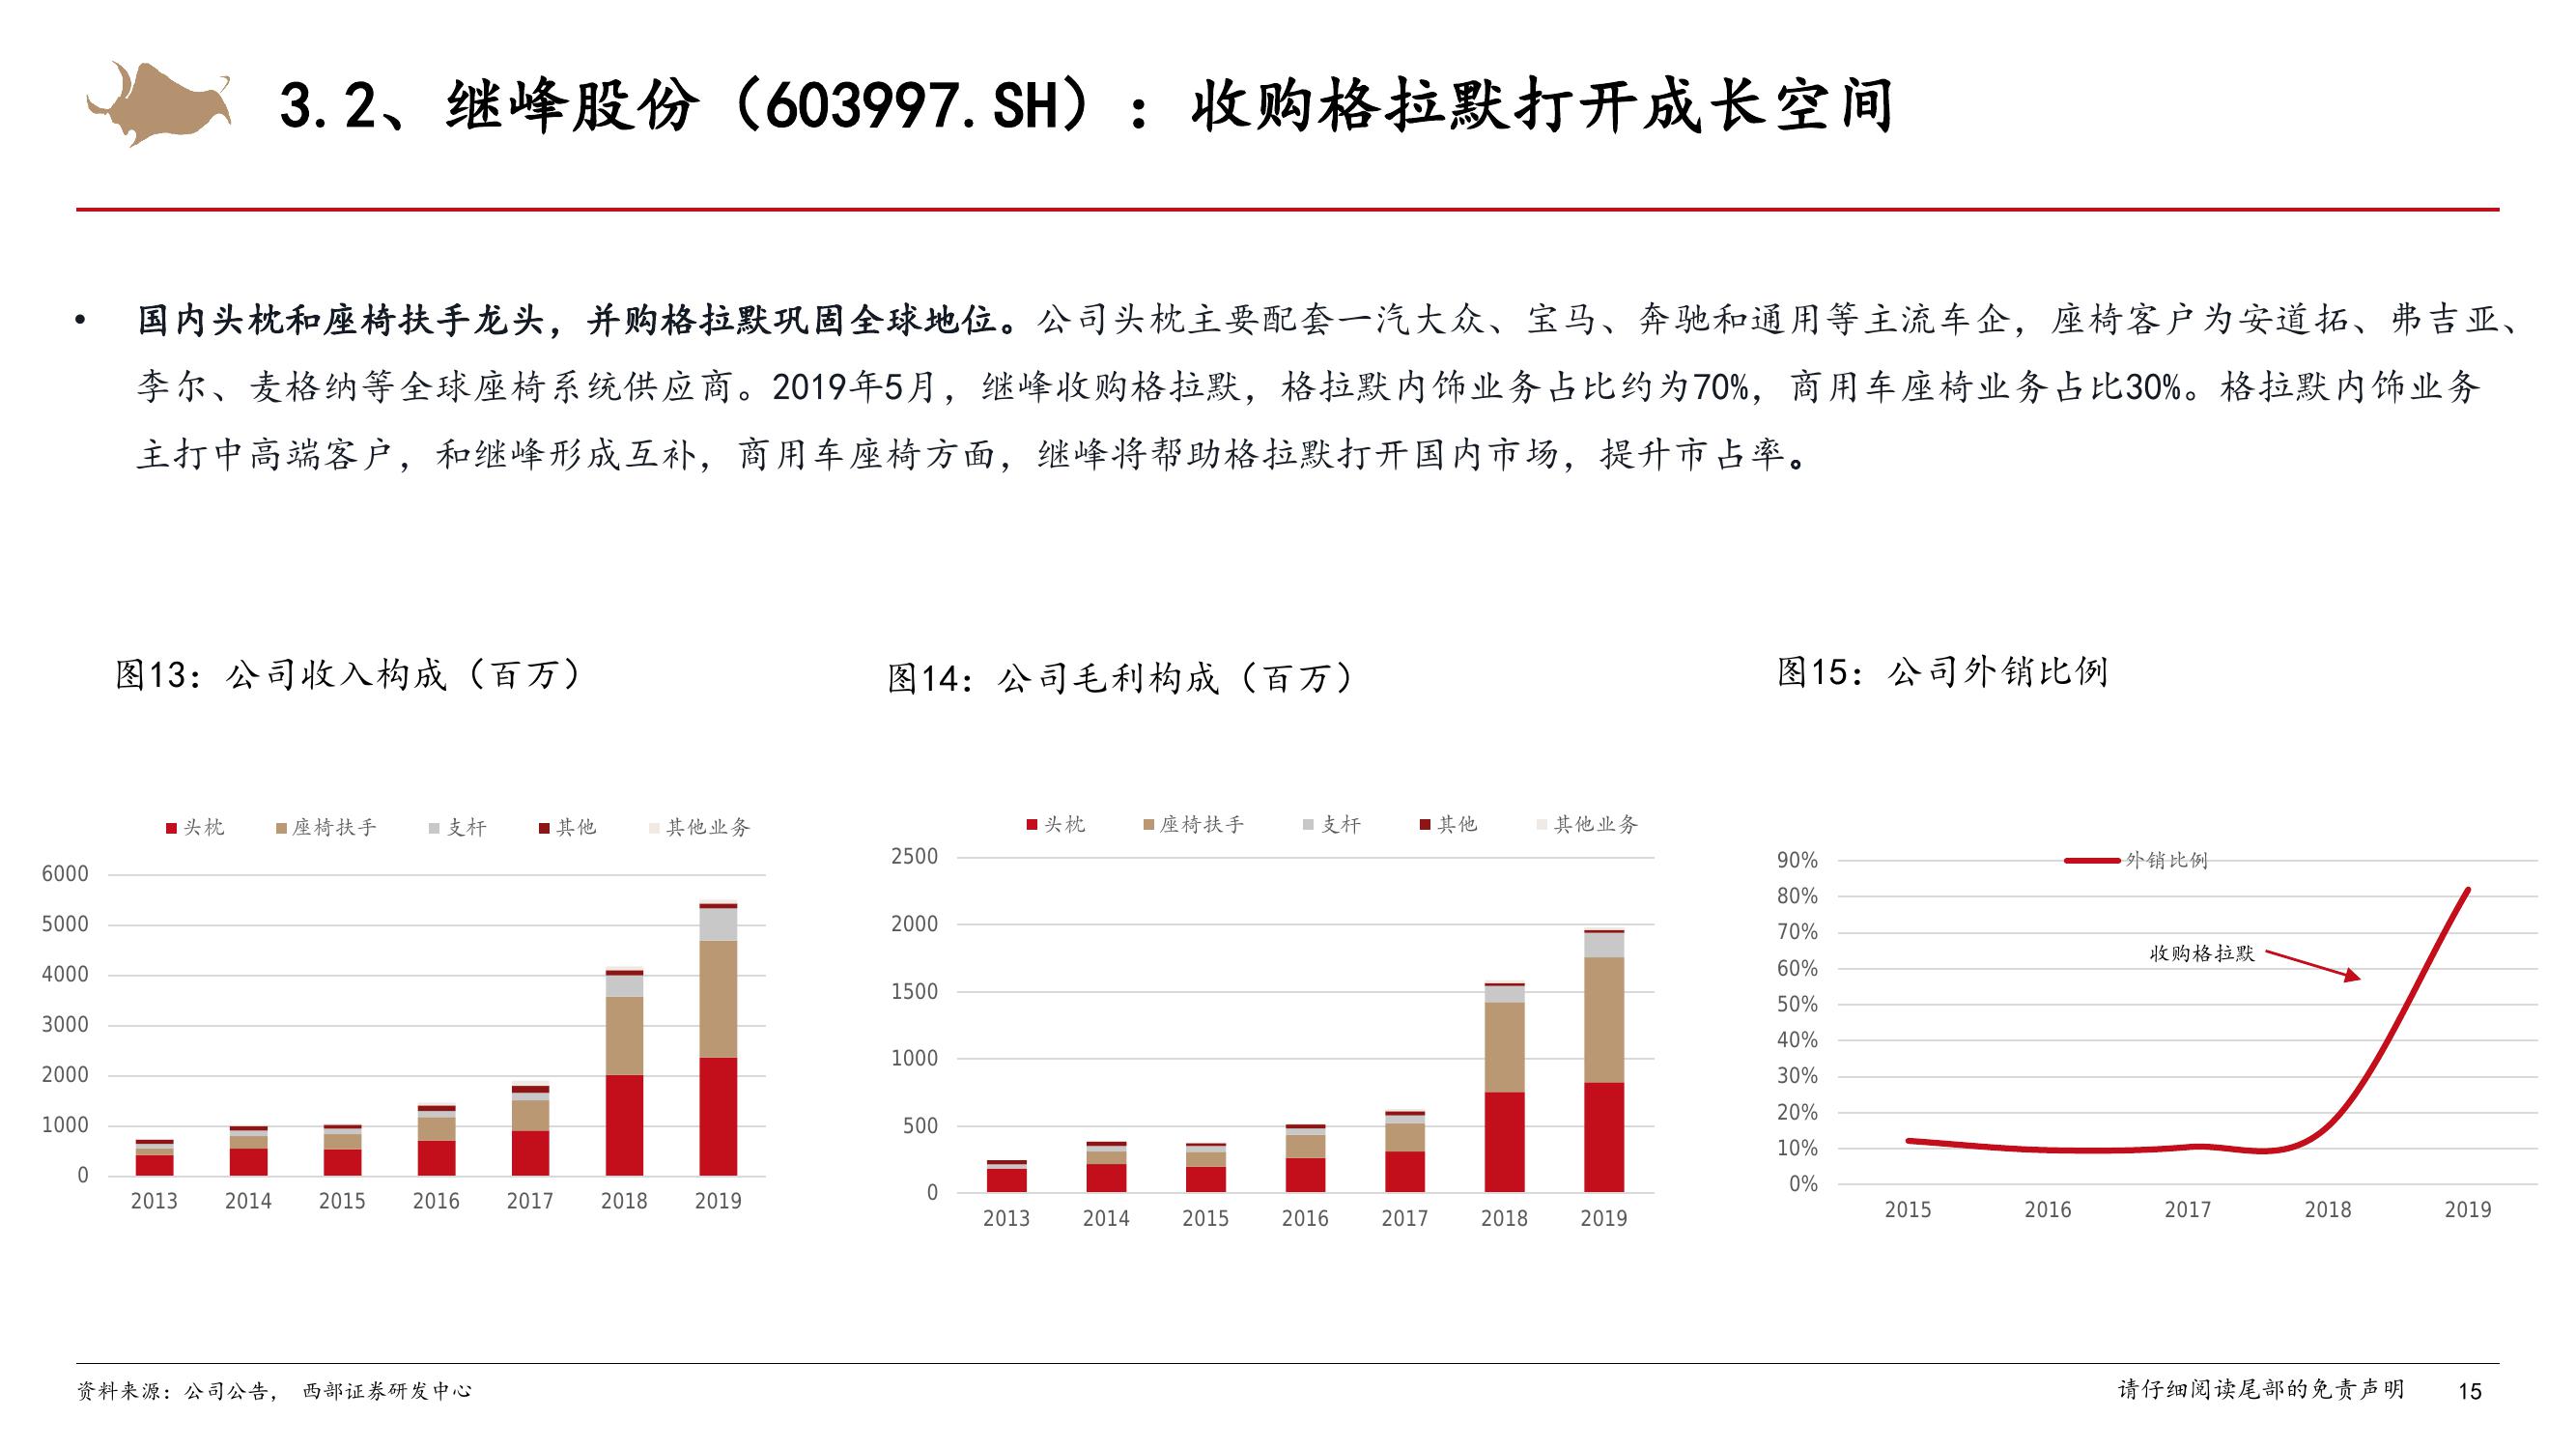 3.2、继峰股份（603997.SH）：收购格拉默打开成长空间
• 国内头枕和座椅扶手龙头，并购格拉默巩固全球地位。公司头枕主要配套一汽大众、宝马、奔驰和通用等主流车企，座椅客户为安道拓、弗吉亚、
李尔、麦格纳等全球座椅系统供应商。2019年5月，继峰收购格拉默，格拉默内饰业务占比约为70%，商用车座椅业务占比30%。格拉默内饰业务
主打中高端客户，和继峰形成互补，商用车座椅方面，继峰将帮助格拉默打开国内市场，提升市占率。
图13：公司收入构成（百万）
头枕 座椅扶手 支杆 其他 其他业务
6000
5000
4000
3000
2000
1000
0
2013 2014 2015 2016 2017 2018 2019
图14：公司毛利构成（百万）
头枕 座椅扶手 支杆 其他 其他业务
2500
2000
1500
1000
500
0
2013 2014 2015 2016 2017 2018 2019
图15：公司外销比例
外销比例
90%
80%
70%
收购格拉默
60%
50%
40%
30%
20%
10%
0%
2015 2016 2017 2018 2019
资料来源：公司公告， 西部证券研发中心
请仔细阅读尾部的免责声明 15